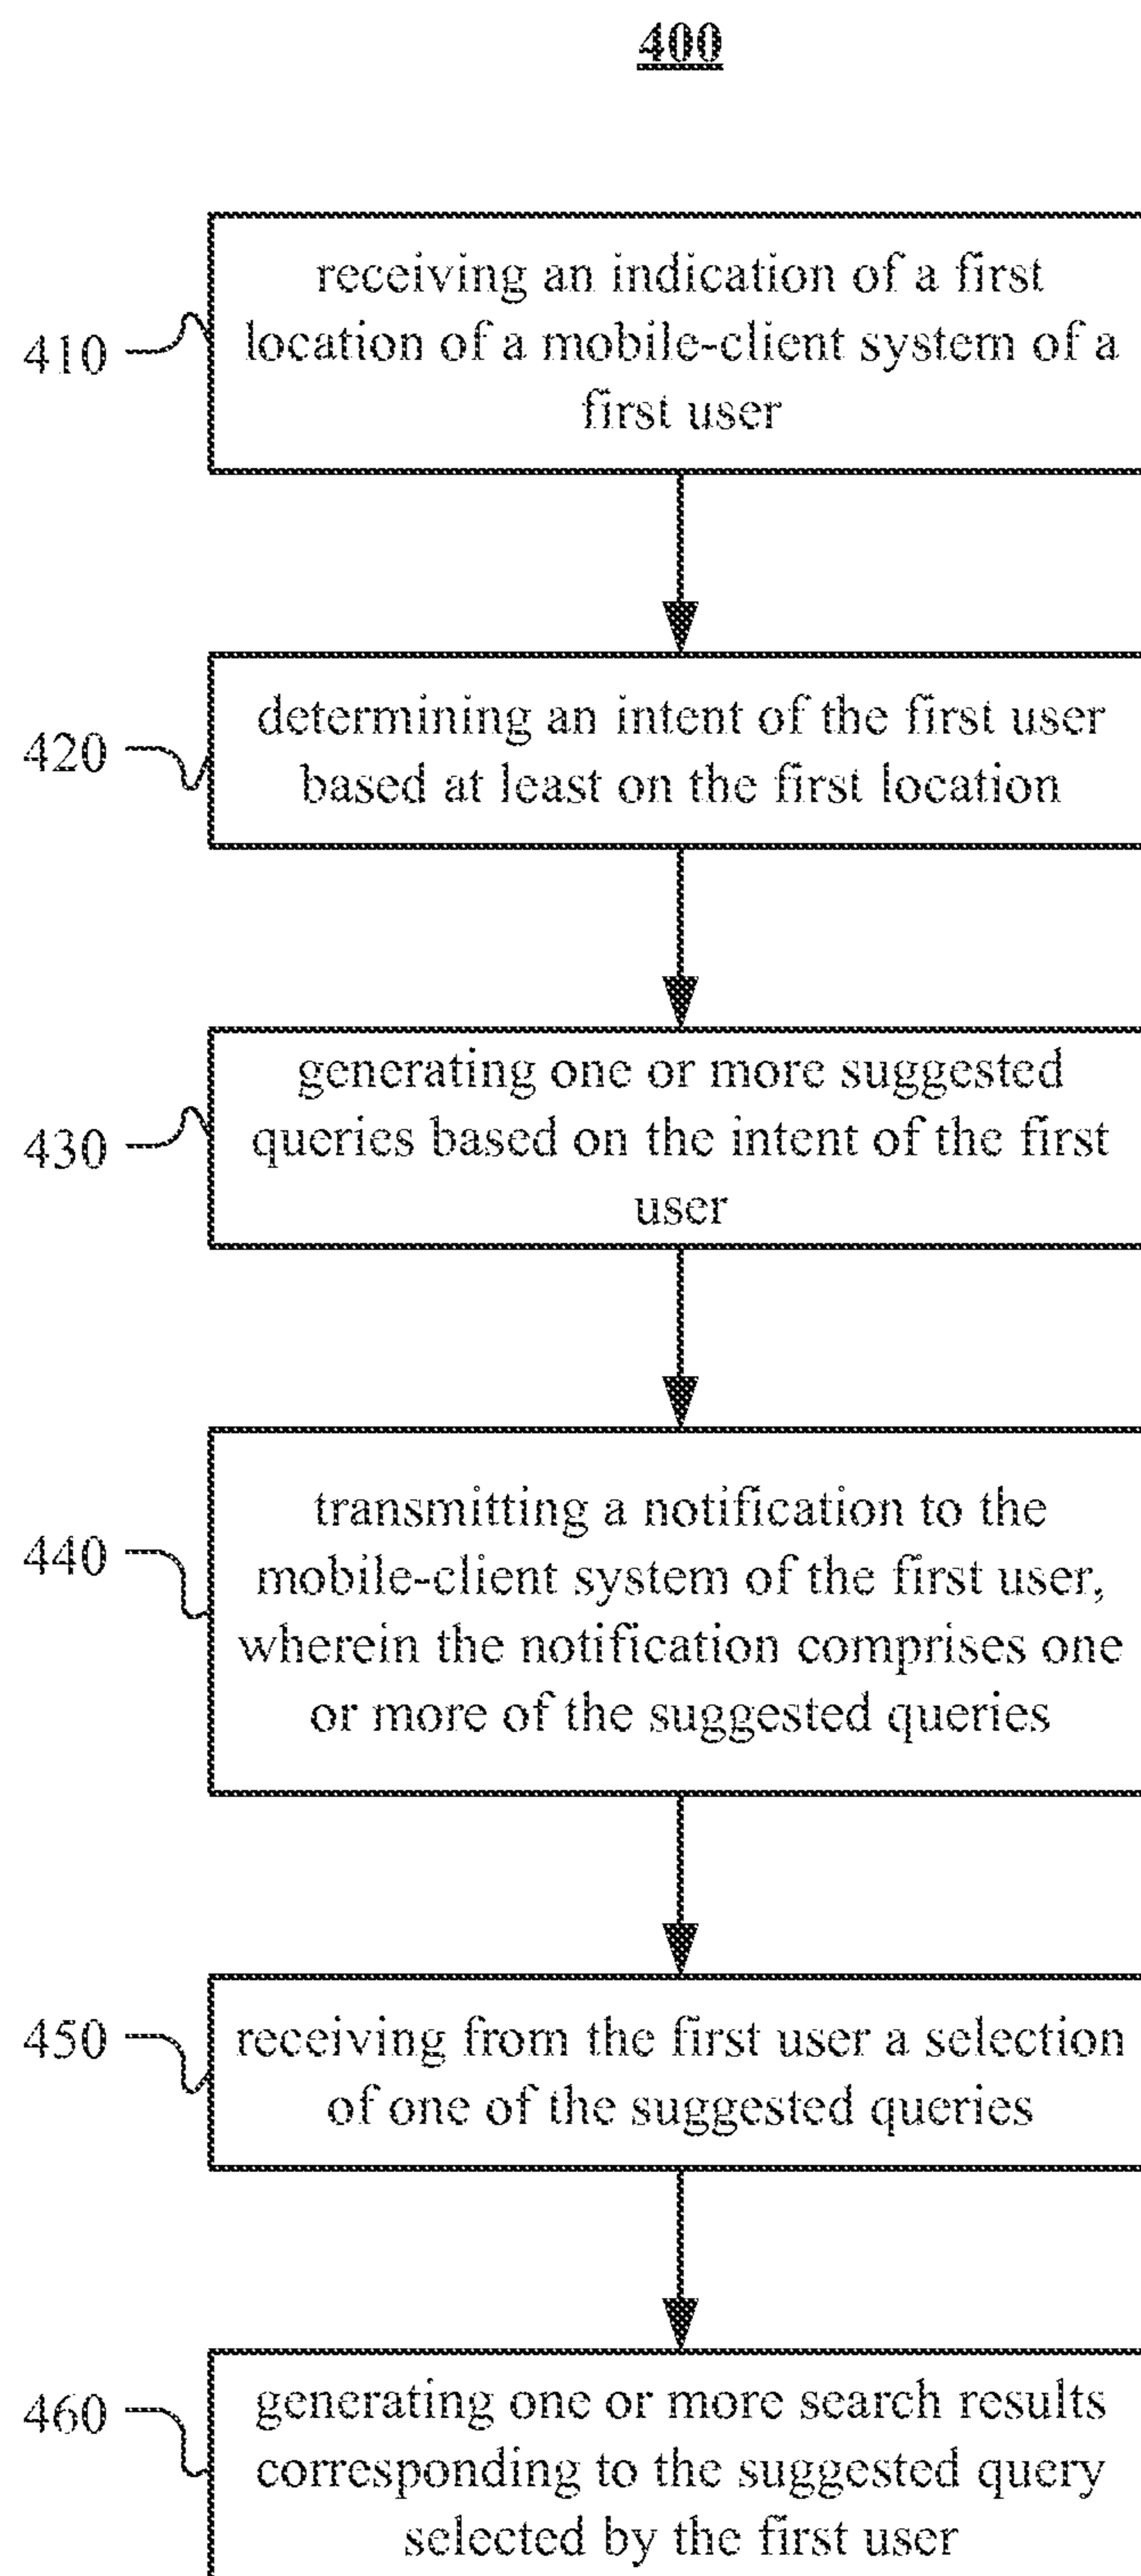 400
410
receiving an indication of a first
location of a mobile-client system of a
first user
420
determining an intent of the first user
based at least on the first location
430
generating one or more suggested
queries based on the intent of the first
user
440
transmitting a notification to the
mobile-client system of the first user,
wherein the notification comprises one
or more of the suggested queries
450
receiving from the first user a selection
of one of the suggested queries
460
generating one or more search results
corresponding to the suggested query
selected by the first user